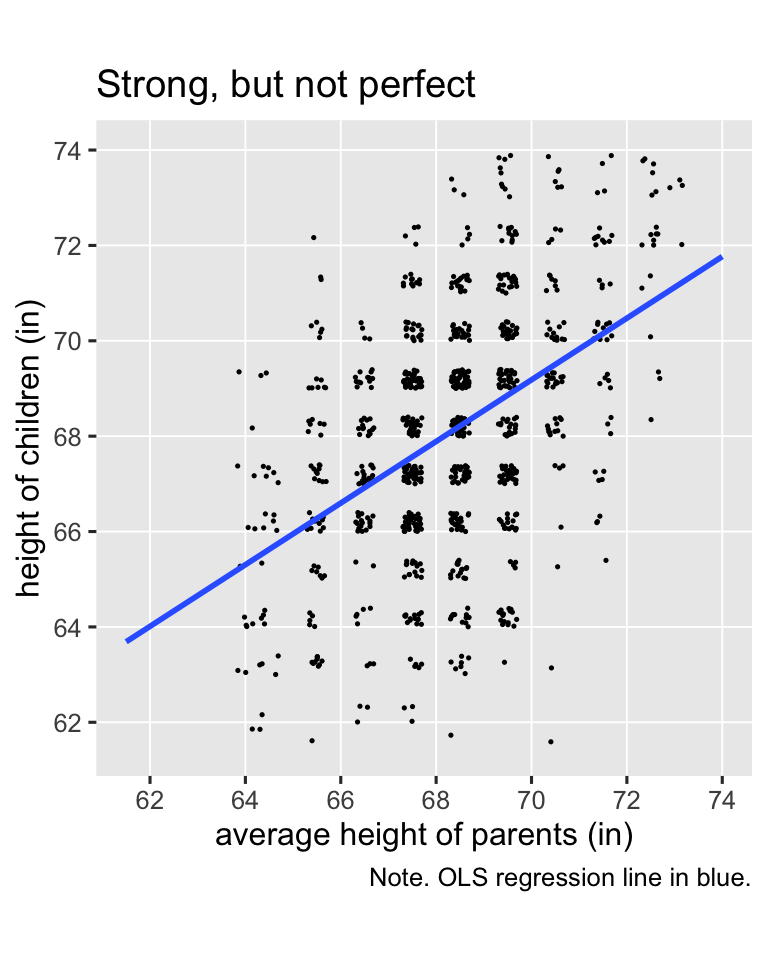 Strong, but not perfect
74
72
70
68
66
64
62
height of children (in)
62 64 66 68 70 72 74
average height of parents (in)
Note. OLS regression line in blue.